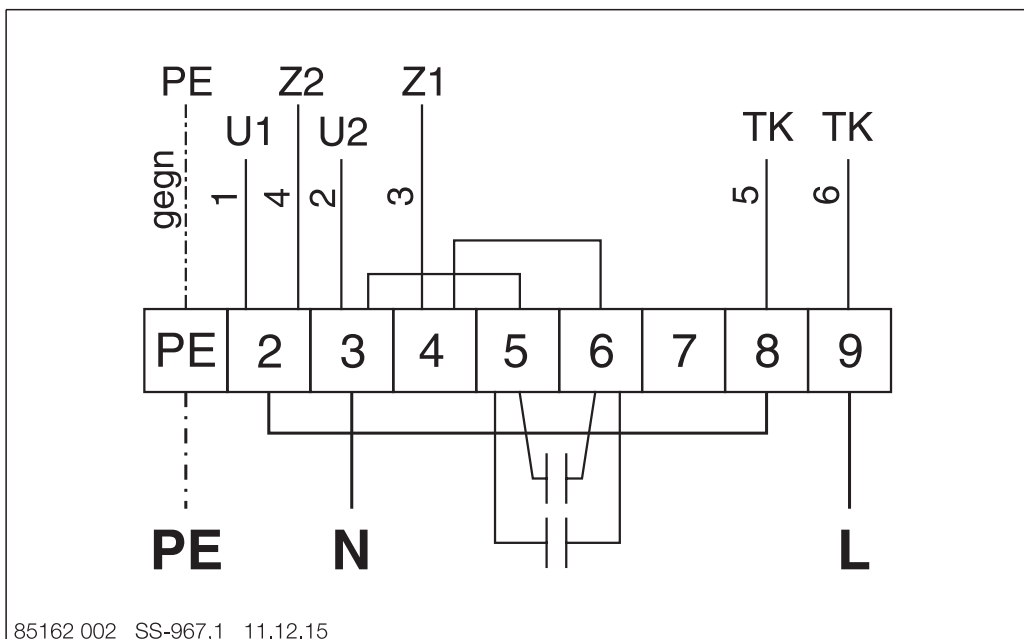 PE Z2 Z1
U1 U2 TK TK
gegn 1 4 2 3 5 6
PE 2 3 4 5 6 7 8 9
PE N L
85162 002 SS-967.1 11.12.15